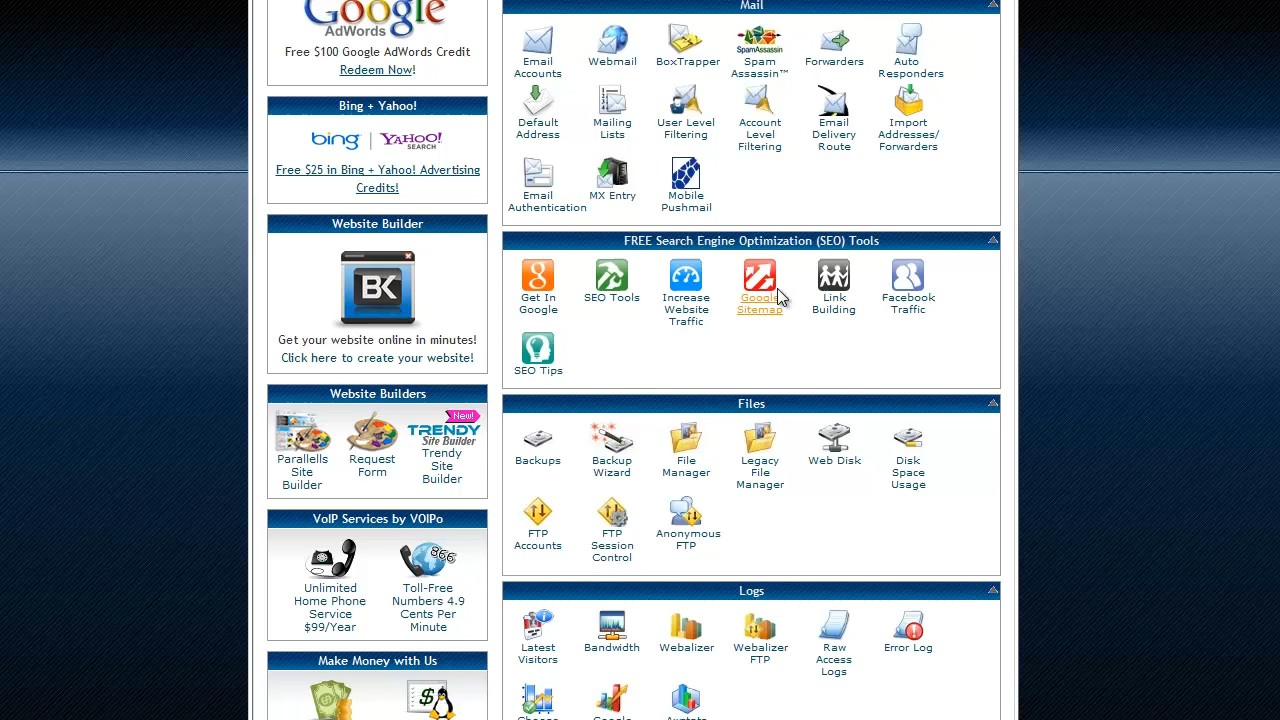 Google
AdWords
Free $100 Google AdWords Credit
Redeem Now!
Bing + Yahoo!
bing | YAHOO!
SEARCH
Free $25 in Bing + Yahoo! Advertising
Credits!
Website Builder
BK
Get your website online in minutes!
Click here to create your website!
Website Builders
New!
TRENDY
Site Builder
Parallells
Site
Builder
Request
Form
Trendy
Site
Builder
VoIP Services by VOIPo
Unlimited
Home Phone
Service
$99/Year
Toll-Free
Numbers 4.9
Cents Per
Minute
Make Money with Us
$
Mail
SpamAssassin
Email
Accounts
Webmail
BoxTrapper
Spam
Assassin™
Forwarders
Auto
Responders
Default
Address
Mailing
Lists
User Level
Filtering
Account
Level
Filtering
Email
Delivery
Route
Import
Addresses/
Forwarders
Email
Authentication
MX Entry
Mobile
Pushmail
FREE Search Engine Optimization (SEO) Tools
Get In
Google
SEO Tools
Increase
Website
Traffic
Google
Sitemap
Link
Building
Facebook
Traffic
SEO Tips
Files
Backups
Backup
Wizard
File
Manager
Legacy
File
Manager
Web Disk
Disk
Space
Usage
FTP
Accounts
FTP
Session
Control
Anonymous
FTP
Logs
Latest
Visitors
Bandwidth
Webalizer
Webalizer
FTP
Raw
Access
Logs
Error Log
Choose
Google
Awstats